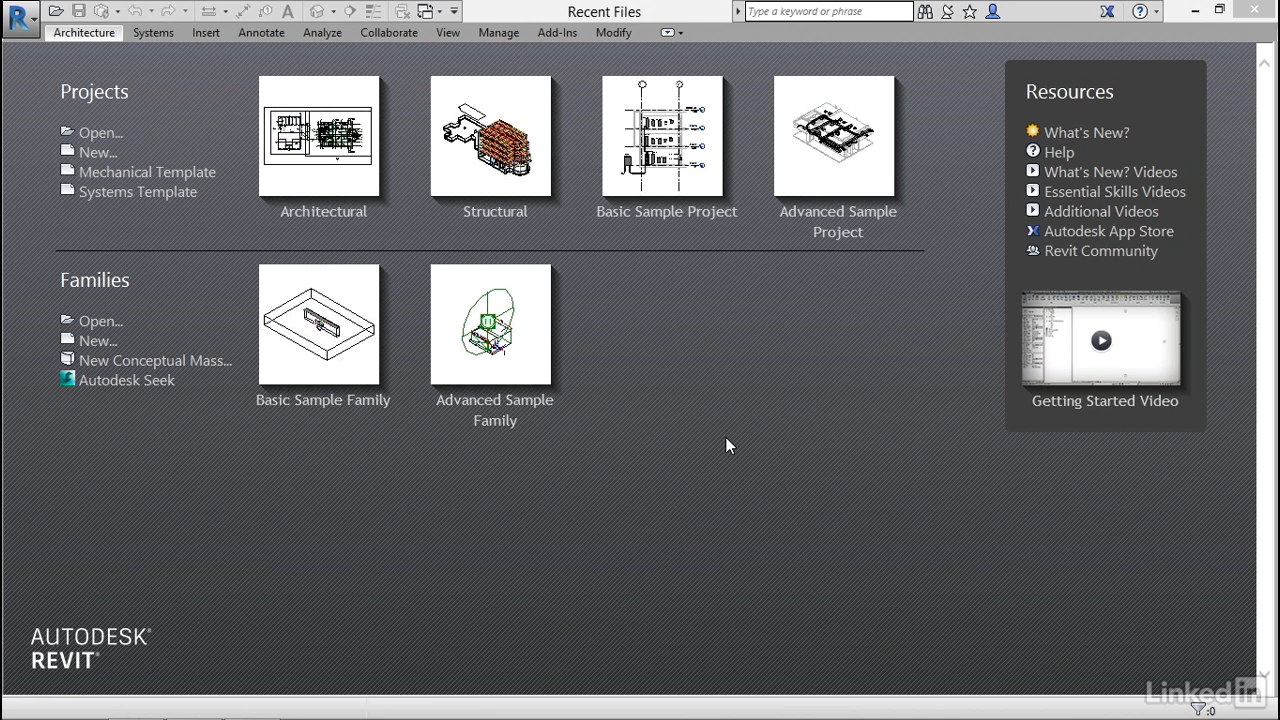 Recent Files
Type a keyword or phrase
Architecture Systems Insert Annotate Analyze Collaborate View Manage Add-Ins Modify
Projects
Open...
New...
Mechanical Template
Systems Template
Architectural
Structural
Basic Sample Project
Advanced Sample
Project
Families
Open...
New...
New Conceptual Mass...
Autodesk Seek
Basic Sample Family
Advanced Sample
Family
Resources
What's New?
Help
What's New? Videos
Essential Skills Videos
Additional Videos
Autodesk App Store
Revit Community
Getting Started Video
AUTODESK®
REVIT®
LinkedIn
:0